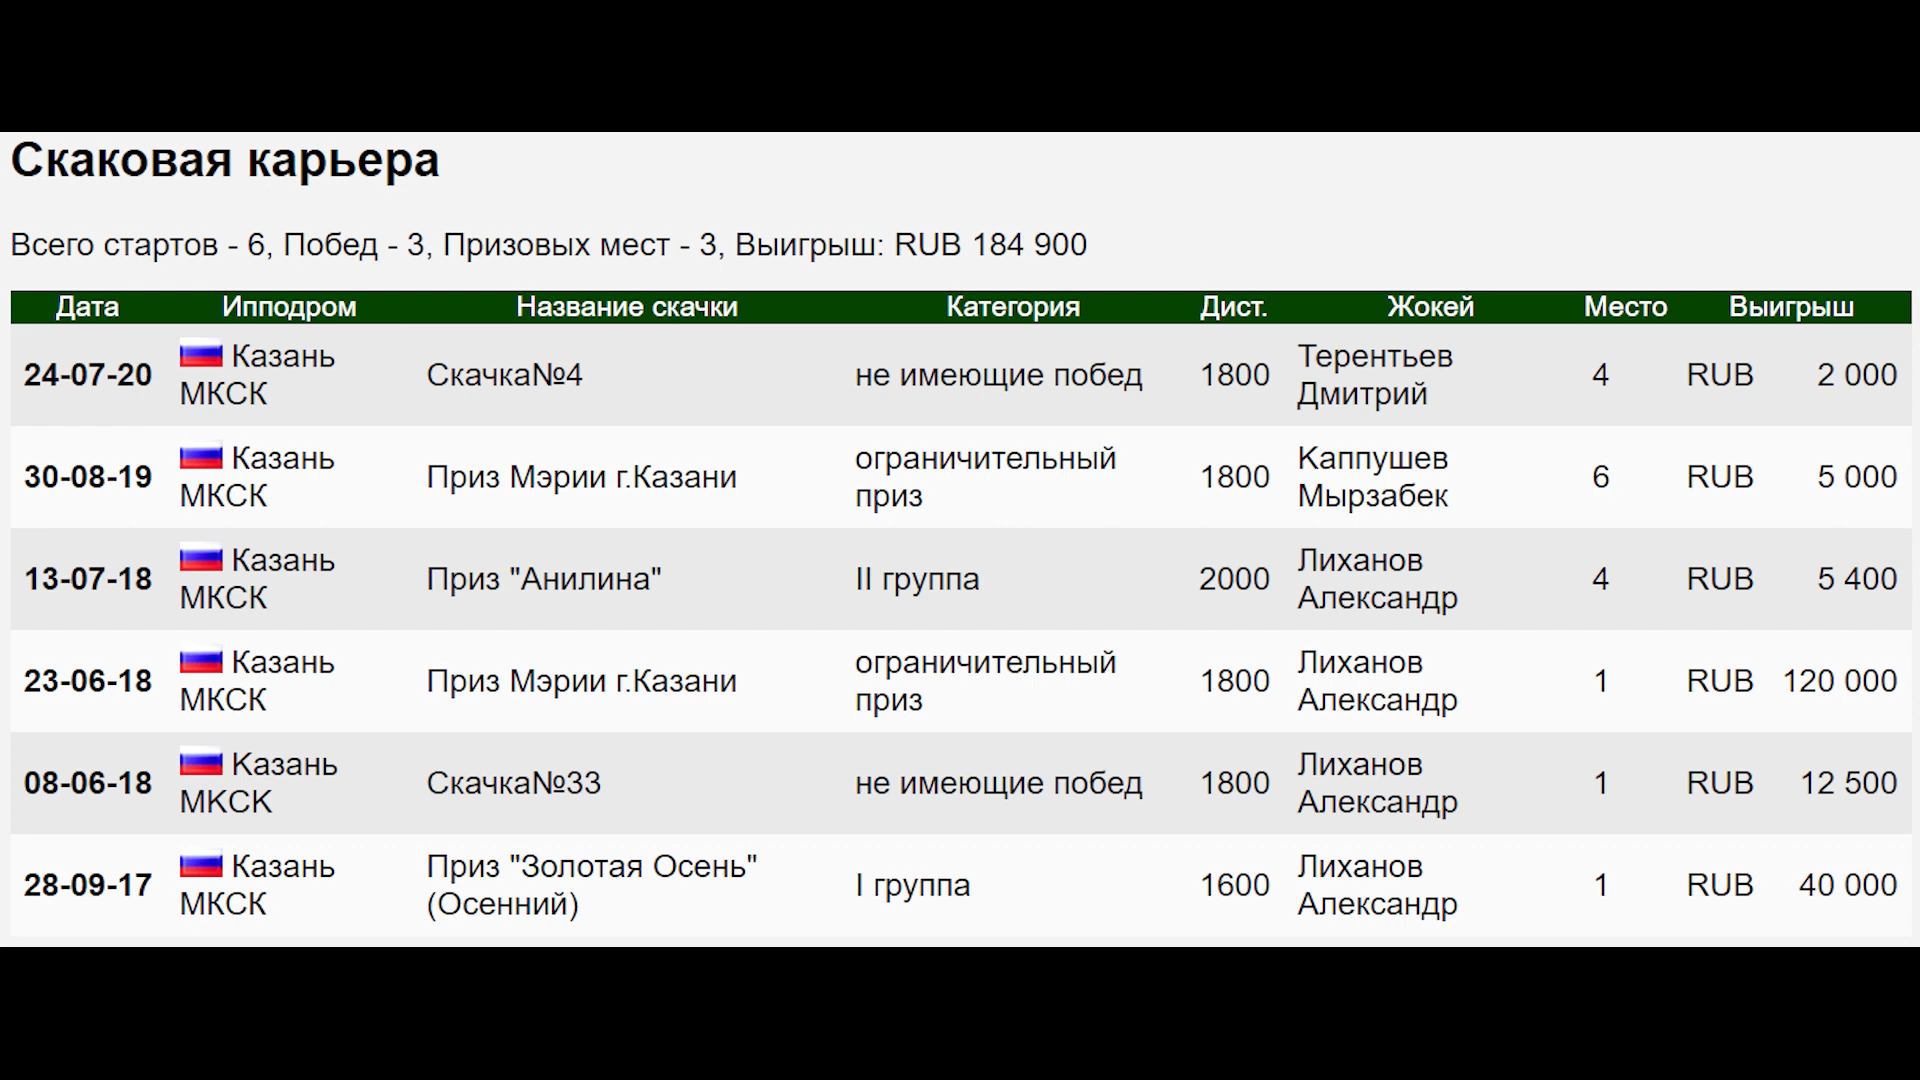 Скаковая карьера
Всего стартов - 6, Побед - 3, Призовых мест - 3, Выигрыш: RUB 184 900
Дата Ипподром Название скачки Категория Дист. Жокей Место Выигрыш
24-07-20 Казань МКСК Скачка№4 не имеющие побед 1800 Терентьев Дмитрий 4 RUB 2 000
30-08-19 Казань МКСК Приз Мэрии г.Казани ограничительный приз 1800 Каппушев Мырзабек 6 RUB 5 000
13-07-18 Казань МКСК Приз "Анилина" II группа 2000 Лиханов Александр 4 RUB 5 400
23-06-18 Казань МКСК Приз Мэрии г.Казани ограничительный приз 1800 Лиханов Александр 1 RUB 120 000
08-06-18 Казань МКСК Скачка№33 не имеющие побед 1800 Лиханов Александр 1 RUB 12 500
28-09-17 Казань МКСК Приз "Золотая Осень" (Осенний) I группа 1600 Лиханов Александр 1 RUB 40 000